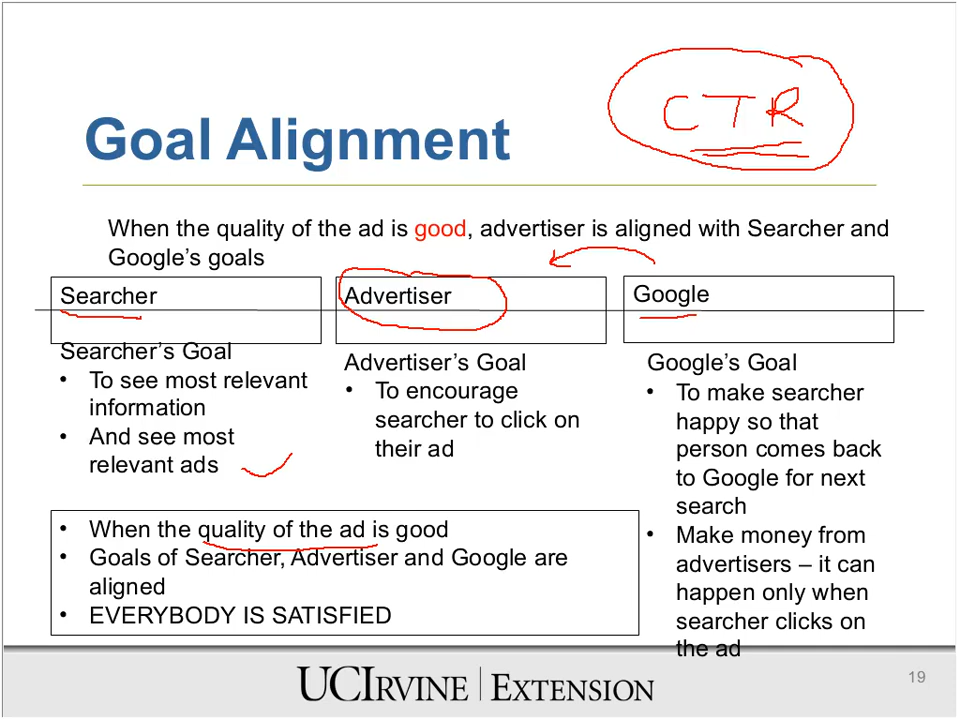 CTR
Goal Alignment
When the quality of the ad is good, advertiser is aligned with Searcher and
Google's goals
Searcher
Searcher's Goal
• To see most relevant
information
• And see most
relevant ads
Advertiser
Advertiser's Goal
• To encourage
searcher to click on
their ad
Google
Google's Goal
• To make searcher
happy so that
person comes back
to Google for next
search
• Make money from
advertisers – it can
happen only when
searcher clicks on
the ad
• When the quality of the ad is good
• Goals of Searcher, Advertiser and Google are
aligned
• EVERYBODY IS SATISFIED
UCIRVINE | EXTENSION
19